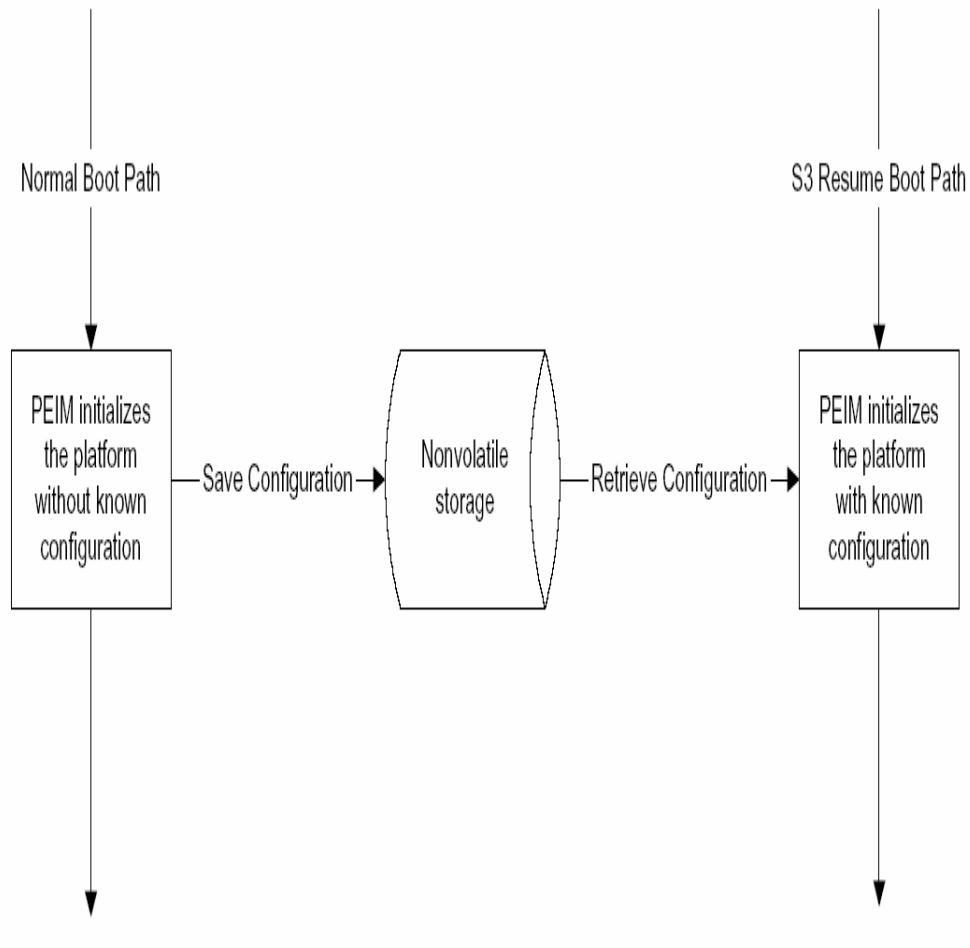 Normal Boot Path
S3 Resume Boot Path
PEIM initializes
the platform
without known
configuration
Save Configuration
Nonvolatile
storage
Retrieve Configuration
PEIM initializes
the platform
with known
configuration